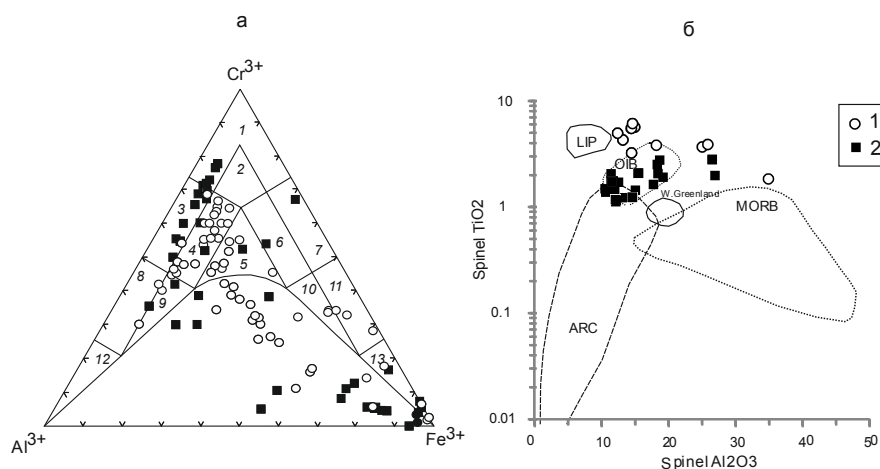 а
Cr3+
1
2
3
4
5
6
7
8
9
10
11
12
13
Al3+
Fe3+
б
10
1
0.1
0.01
Spinel TiO2
0
10
20
30
40
50
Spinel Al2O3
LIP
OIB
W.Greenland
MORB
ARC
1
2